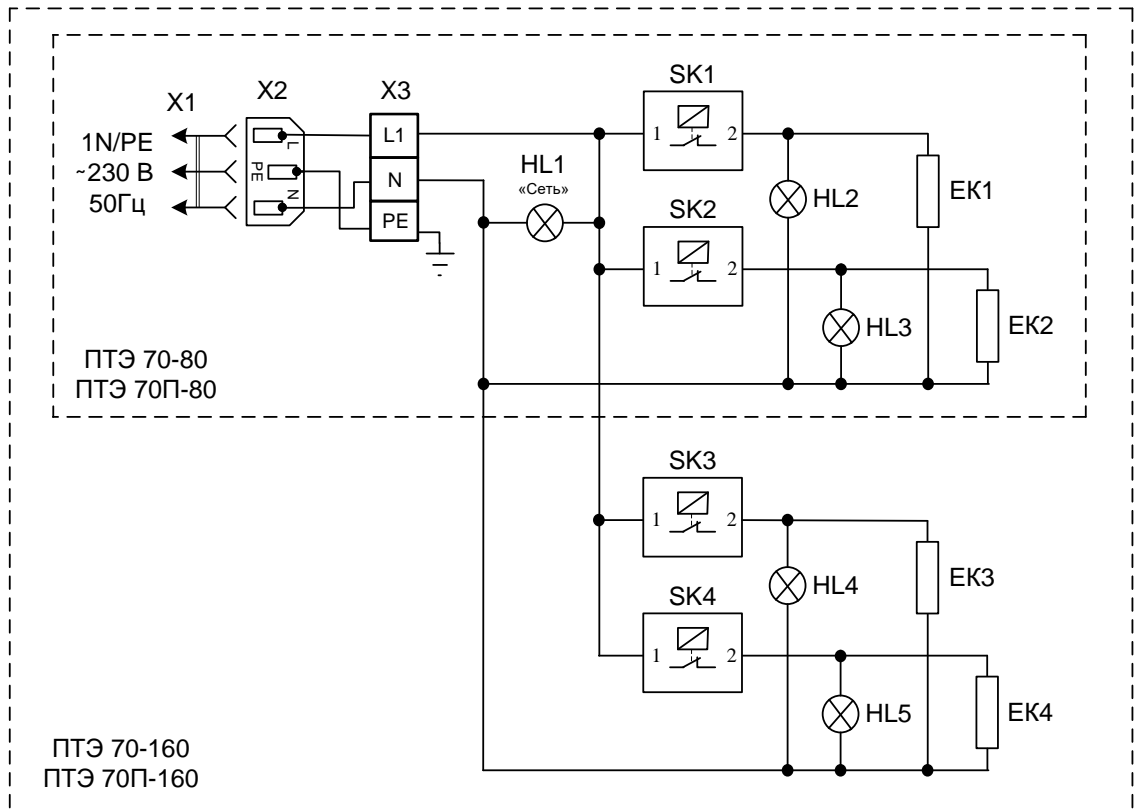 X1
X2
X3
1N/PE
~230 В
50Гц
L
PE
N
L1
N
PE
HL1
«Сеть»
SK1
1 2
HL2
EK1
SK2
1 2
HL3
EK2
ПТЭ 70-80
ПТЭ 70П-80
SK3
1 2
HL4
EK3
SK4
1 2
HL5
EK4
ПТЭ 70-160
ПТЭ 70П-160